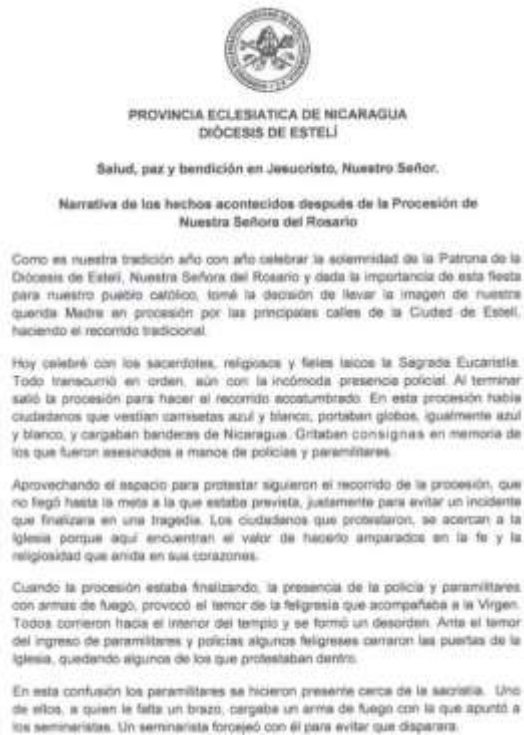 PROVINCIA ECLESIATICA DE NICARAGUA
DIÓCESIS DE ESTELÍ
Salud, paz y bendición en Jesucristo, Nuestro Señor.
Narrativa de los hechos acontecidos después de la Procesión de
Nuestra Señora del Rosario
Como es nuestra tradición año con año celebrar la solemnidad de la Patrona de la
Diócesis de Estelí, Nuestra Señora del Rosario y dada la importancia de esta fiesta
para nuestro pueblo católico, tomé la decisión de llevar la imagen de nuestra
querida Madre en procesión por las principales calles de la Ciudad de Estelí,
haciendo el recorrido tradicional.
Hoy celebré con los sacerdotes, religiosos y fieles laicos la Sagrada Eucaristía.
Todo transcurrió en orden, aún con la incómoda presencia policial. Al terminar
salió la procesión para hacer el recorrido acostumbrado. En esta procesión había
ciudadanos que vestían camisetas azul y blanco, portaban globos, igualmente azul
y blanco, y cargaban banderas de Nicaragua. Gritaban consignas en memoria de
los que fueron asesinados a manos de policías y paramilitares.
Aprovechando el espacio para protestar siguieron el recorrido de la procesión, que
no llegó hasta la meta a la que estaba prevista, justamente para evitar un incidente
que finalizara en una tragedia. Los ciudadanos que protestaron, se acercan a la
Iglesia porque aquí encuentran el valor de hacerlo amparados en la fe y la
religiosidad que anida en sus corazones.
Cuando la procesión estaba finalizando, la presencia de la policía y paramilitares
con armas de fuego, provocó el temor de la feligresía que acompañaba a la Virgen.
Todos corrieron hacia el interior del templo y se formó un desorden. Ante el temor
del ingreso de paramilitares y policías algunos feligreses cerraron las puertas de la
Iglesia, quedando algunos de los que protestaban dentro.
En esta confusión los paramilitares se hicieron presente cerca de la sacristía. Uno
de ellos, a quien le falta un brazo, cargaba un arma de fuego con la que apuntó a
los seminaristas. Un seminarista forcejeó con él para evitar que disparara.